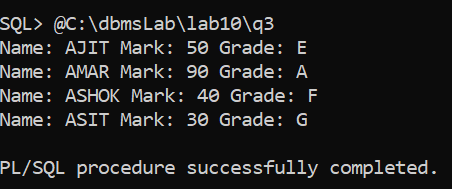 SQL> @C:\dbmsLab\lab10\q3
Name: AJIT Mark: 50 Grade: E
Name: AMAR Mark: 90 Grade: A
Name: ASHOK Mark: 40 Grade: F
Name: ASIT Mark: 30 Grade: G
PL/SQL procedure successfully completed.